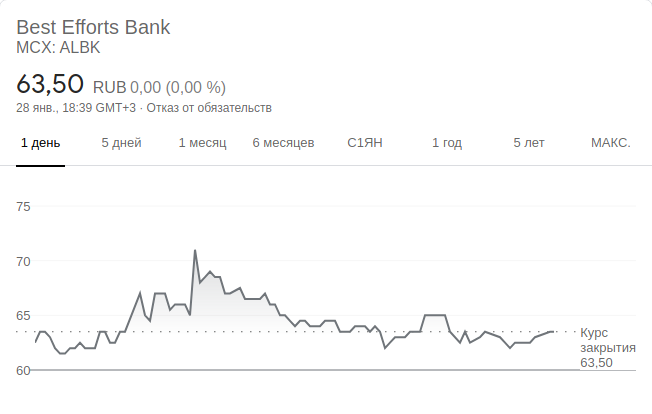 Best Efforts Bank
MCX: ALBK
63,50 RUB 0,00 (0,00 %)
28 янв., 18:39 GMT+3 · Отказ от обязательств
1 день 5 дней 1 месяц 6 месяцев С1ЯН 1 год 5 лет МАКС.
75
70
65
Курс
закрытия
63,50
60